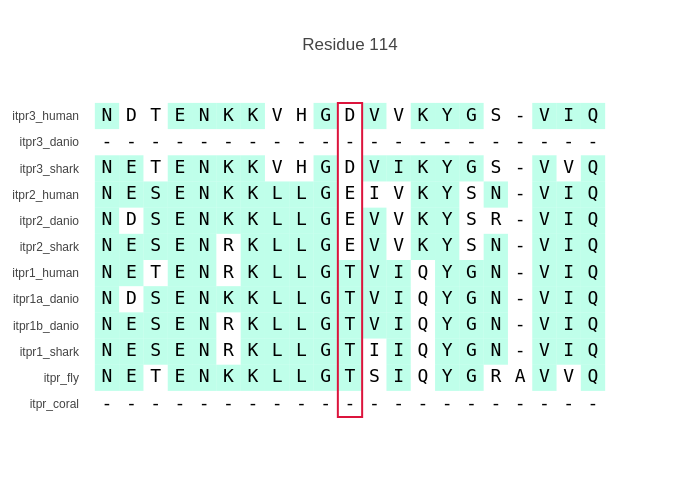 Residue 114
itpr3_human N D T E N K K V H G D V V K Y G S - V I Q
itpr3_danio - - - - - - - - - - - - - - - - - - - - -
itpr3_shark N E T E N K K V H G D V I K Y G S - V V Q
itpr2_human N E S E N K K L L G E I V K Y S N - V I Q
itpr2_danio N D S E N K K L L G E V V K Y S R - V I Q
itpr2_shark N E S E N R K L L G E V V K Y S N - V I Q
itpr1_human N E T E N R K L L G T V I Q Y G N - V I Q
itpr1a_danio N D S E N K K L L G T V I Q Y G N - V I Q
itpr1b_danio N E S E N R K L L G T V I Q Y G N - V I Q
itpr1_shark N E S E N R K L L G T I I Q Y G N - V I Q
itpr_fly N E T E N K K L L G T S I Q Y G R A V V Q
itpr_coral - - - - - - - - - - - - - - - - - - - - -